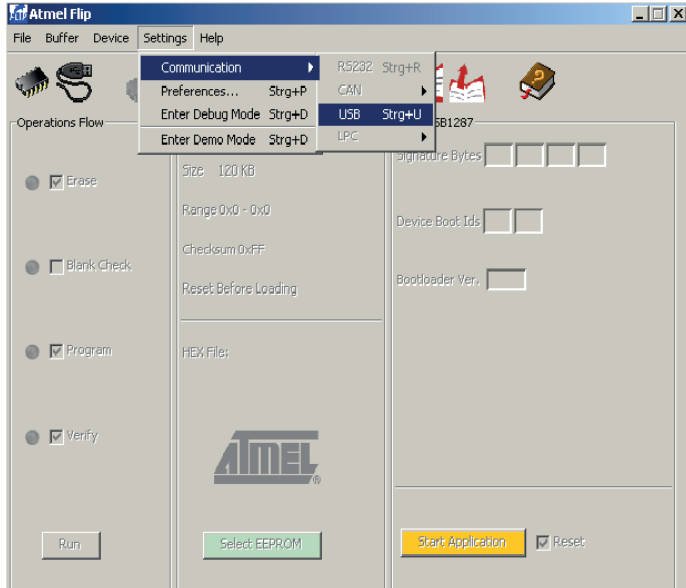 Atmel Flip
File Buffer Device Settings Help
Communication
Preferences... Strg+P
Enter Debug Mode Strg+D
Enter Demo Mode Strg+D
RS232 Strg+R
CAN
USB Strg+U
LPC
Operations Flow
Erase
Blank Check
Program
Verify
Run
Size 120 KB
Range 0x0 - 0x0
Checksum 0xFF
Reset Before Loading
HEX File:
ATMEL
®
Select EEPROM
SB1287
Signature Bytes
Device Boot Ids
Bootloader Ver.
Start Application
Reset